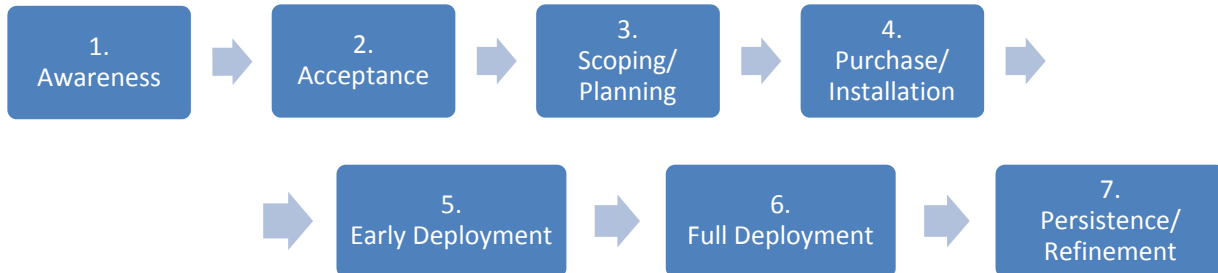 1.
Awareness
2.
Acceptance
3.
Scoping/
Planning
4.
Purchase/
Installation
5.
Early Deployment
6.
Full Deployment
7.
Persistence/
Refinement